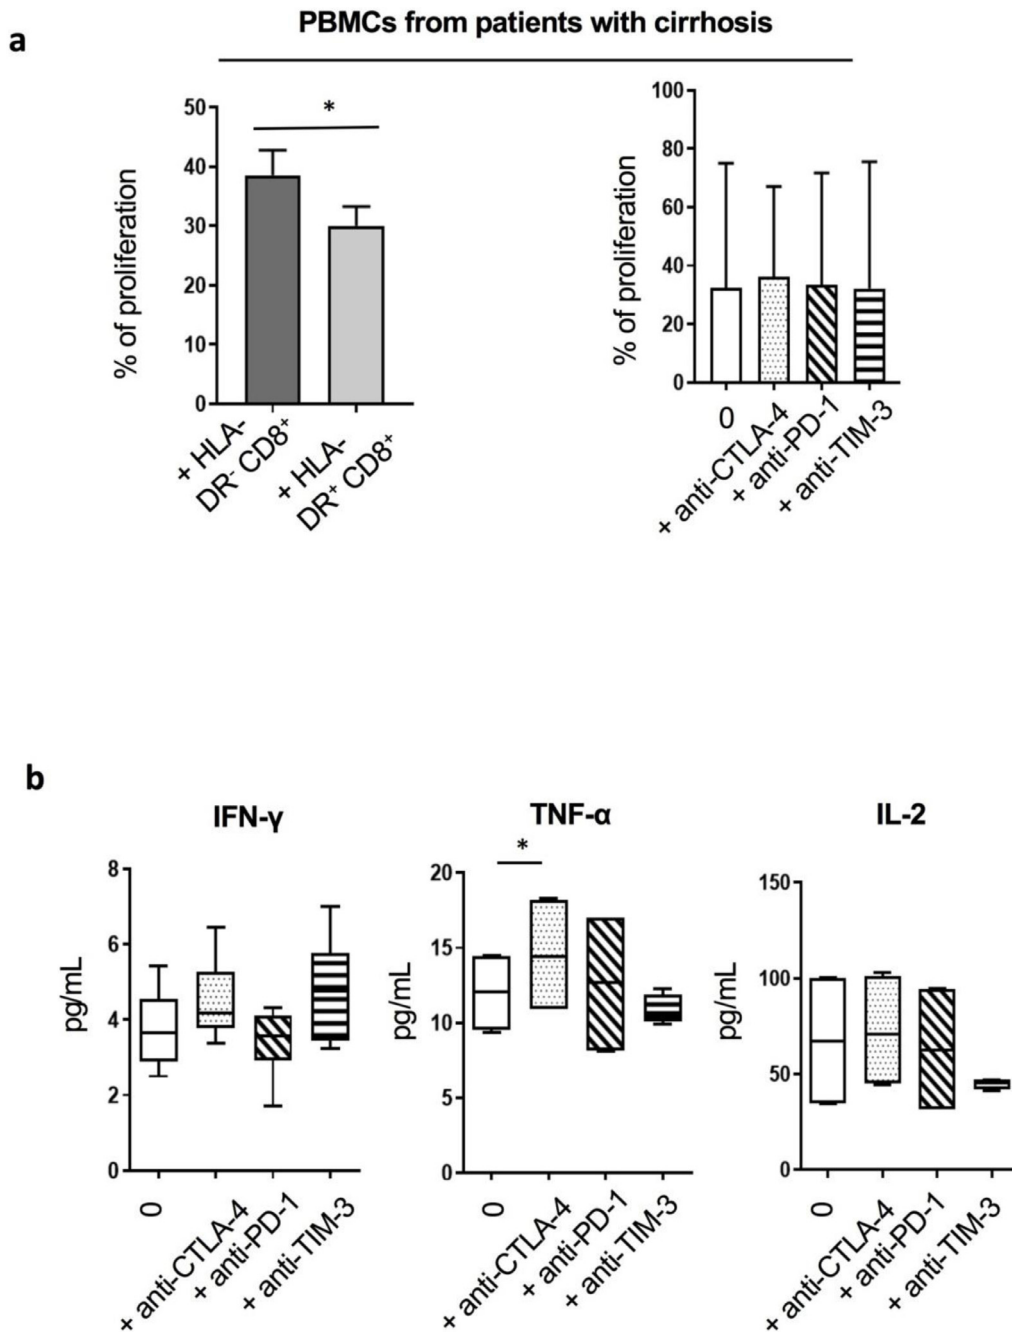 a
PBMCs from patients with cirrhosis
% of proliferation
50
40
30
20
10
0
*
+ HLA-
DR⁻ CD8⁺
+ HLA-
DR⁺ CD8⁺
% of proliferation
100
80
60
40
20
0
0
+ anti-CTLA-4
+ anti-PD-1
+ anti-TIM-3
b
IFN-γ
pg/mL
8
6
4
2
0
0
+ anti-CTLA-4
+ anti-PD-1
+ anti-TIM-3
TNF-α
pg/mL
20
15
10
5
0
*
0
+ anti-CTLA-4
+ anti-PD-1
+ anti-TIM-3
IL-2
pg/mL
150
100
50
0
0
+ anti-CTLA-4
+ anti-PD-1
+ anti-TIM-3